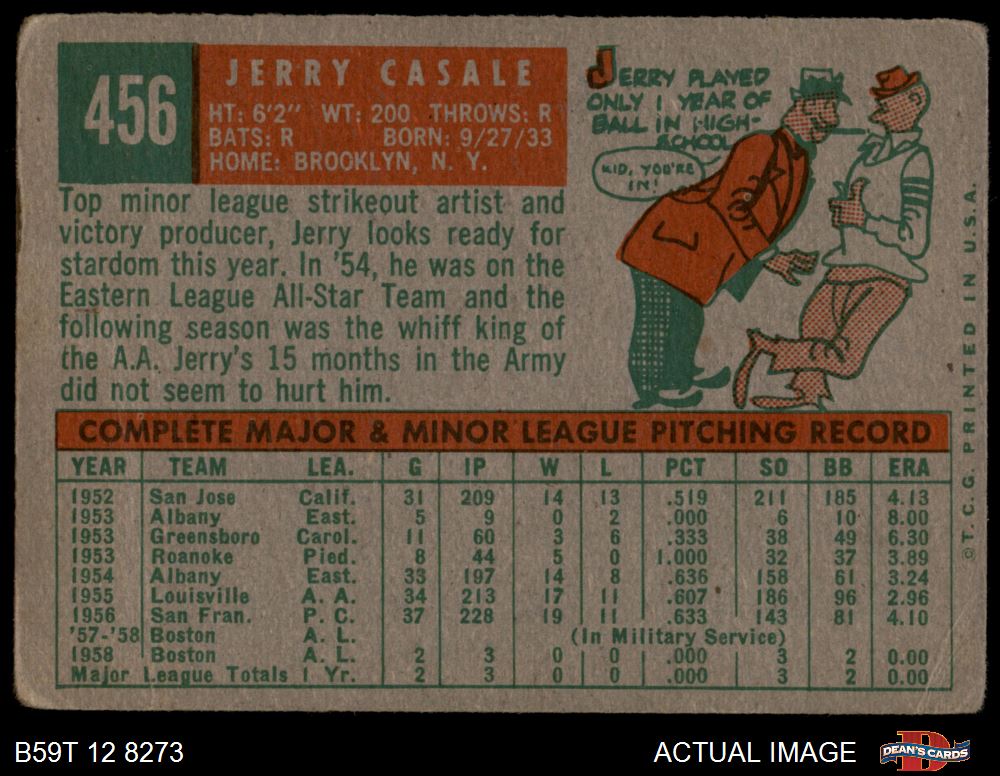 456
JERRY CASALE
HT: 6'2" WT: 200 THROWS: R
BATS: R BORN: 9/27/33
HOME: BROOKLYN, N. Y.
Top minor league strikeout artist and
victory producer, Jerry looks ready for
stardom this year. In '54, he was on the
Eastern League All-Star Team and the
following season was the whiff king of
the A.A. Jerry's 15 months in the Army
did not seem to hurt him.
JERRY PLAYED
ONLY 1 YEAR OF
BALL IN HIGH-
SCHOOL
KID, YOU'RE
IN!
COMPLETE MAJOR & MINOR LEAGUE PITCHING RECORD
YEAR TEAM LEA. G IP W L PCT SO BB ERA
1952 San Jose Calif. 31 209 14 13 .519 211 185 4.13
1953 Albany East. 5 9 0 2 .000 6 10 8.00
1953 Greensboro Carol. 11 60 3 6 .333 38 49 6.30
1953 Roanoke Pied. 8 44 5 0 1.000 32 37 3.89
1954 Albany East. 33 197 14 8 .636 158 61 3.24
1955 Louisville A. A. 34 213 17 11 .607 186 96 2.96
1956 San Fran. P. C. 37 228 19 11 .633 143 81 4.10
'57-'58 Boston A. L. (In Military Service)
1958 Boston A. L. 2 3 0 0 .000 3 2 0.00
Major League Totals 1 Yr. 2 3 0 0 .000 3 2 0.00
© T. C. G. PRINTED IN U.S.A.
B59T 12 8273
ACTUAL IMAGE
DEAN'S CARDS